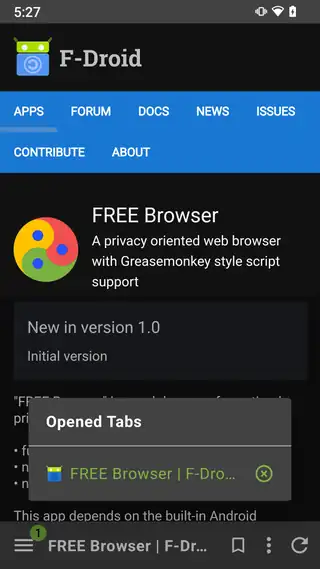 5:27
F-Droid
APPS FORUM DOCS NEWS ISSUES
CONTRIBUTE ABOUT
FREE Browser
A privacy oriented web browser
with Greasemonkey style script
support
New in version 1.0
Initial version
Opened Tabs
FREE Browser | F-Dro…
This app depends on the built-in Android
1
FREE Browser | F-Dr…